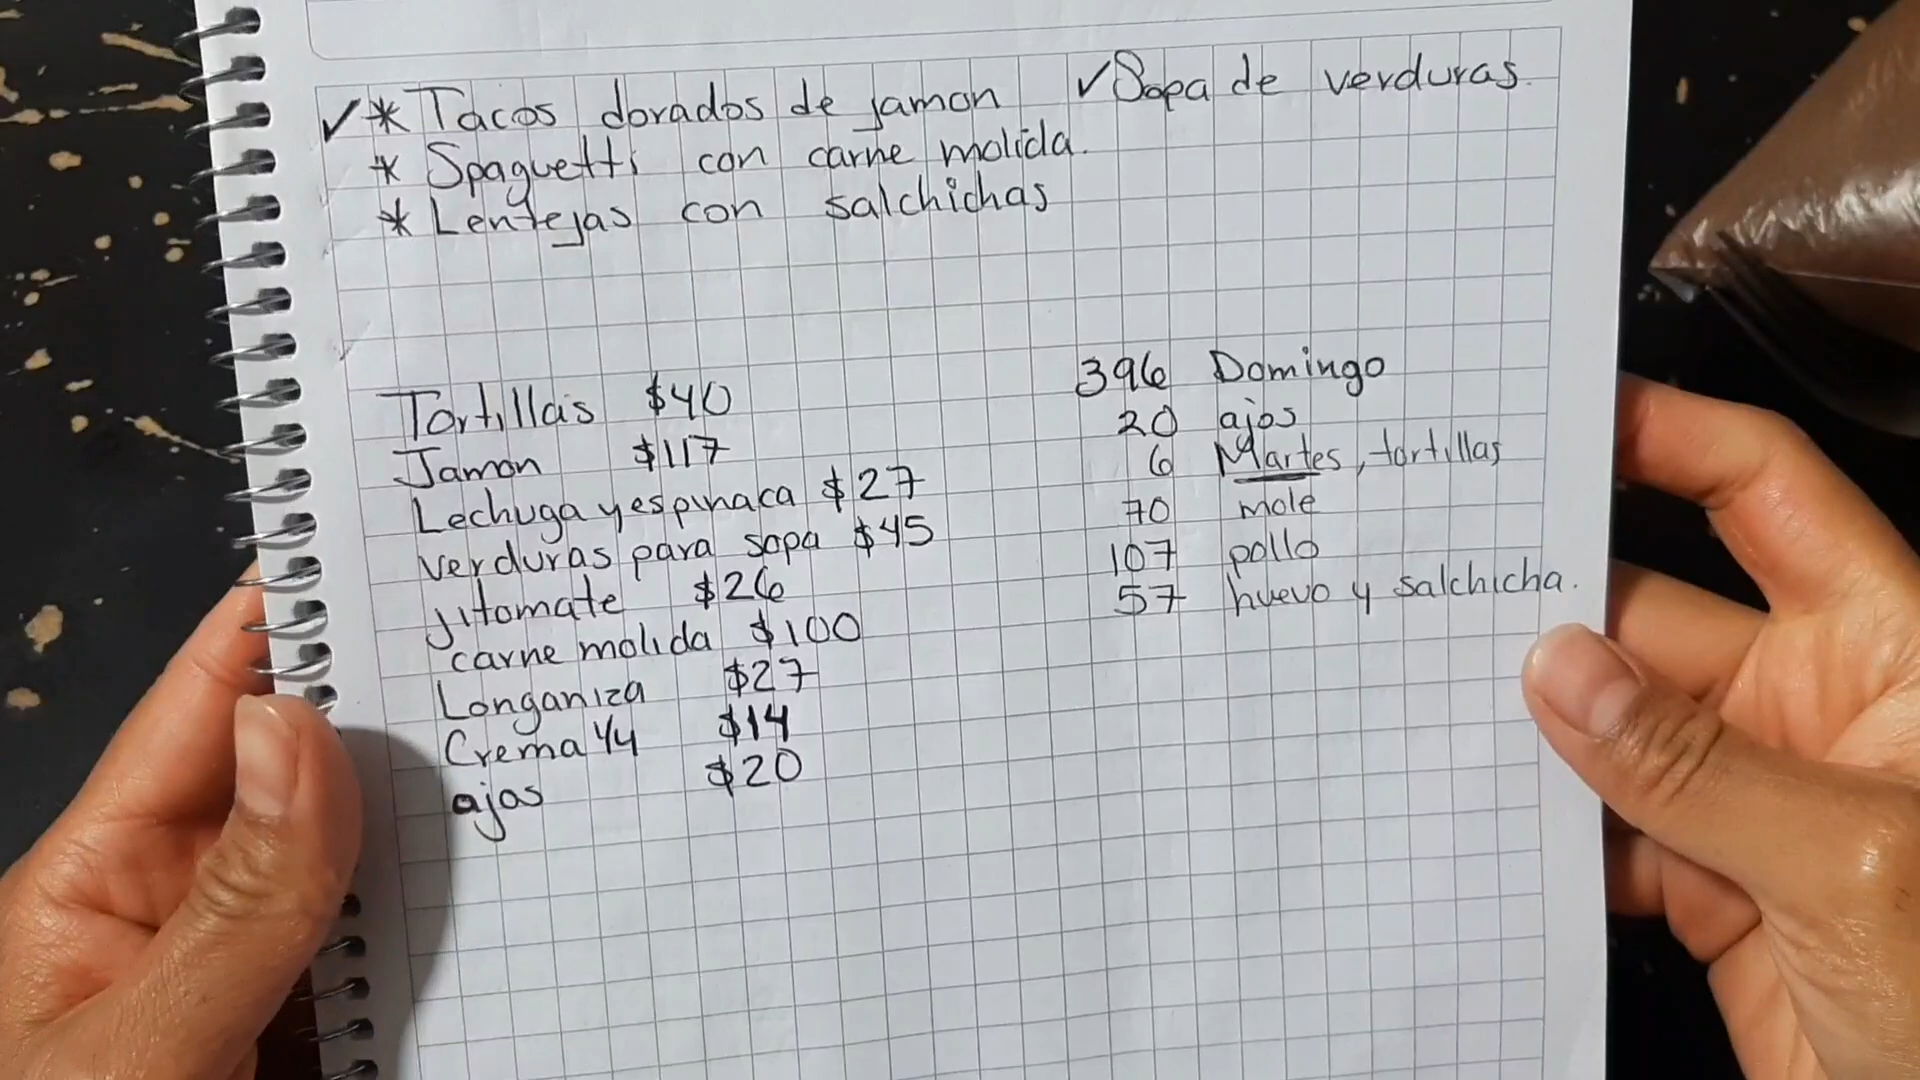 ✓ * Tacos dorados de jamon ✓ Sopa de verduras.
* Spaguetti con carne molida.
* Lentejas con salchichas
Tortillas $40
Jamon $117
Lechuga y espinaca $27
verduras para sopa $45
jitomate $26
carne molida $100
Longaniza $27
Crema 1/4 $14
ajos $20
396 Domingo
20 ajos
6 Martes, tortillas
70 mole
107 pollo
57 huevo y salchicha.